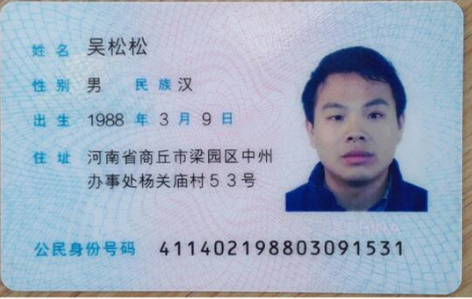 姓名 吴松松
性别 男 民族 汉
出生 1988 年 3 月 9 日
住址 河南省商丘市梁园区中州
办事处杨关庙村53号
CHINA
公民身份号码 411402198803091531